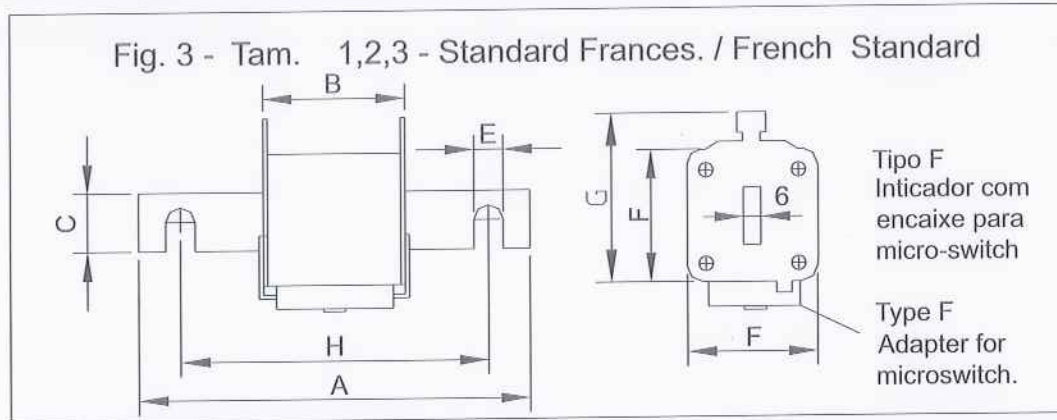 Fig. 3 - Tam. 1,2,3 - Standard Frances. / French Standard
B
E
C
H
A
G
F
6
F
Tipo F
Inticador com
encaixe para
micro-switch
Type F
Adapter for
microswitch.